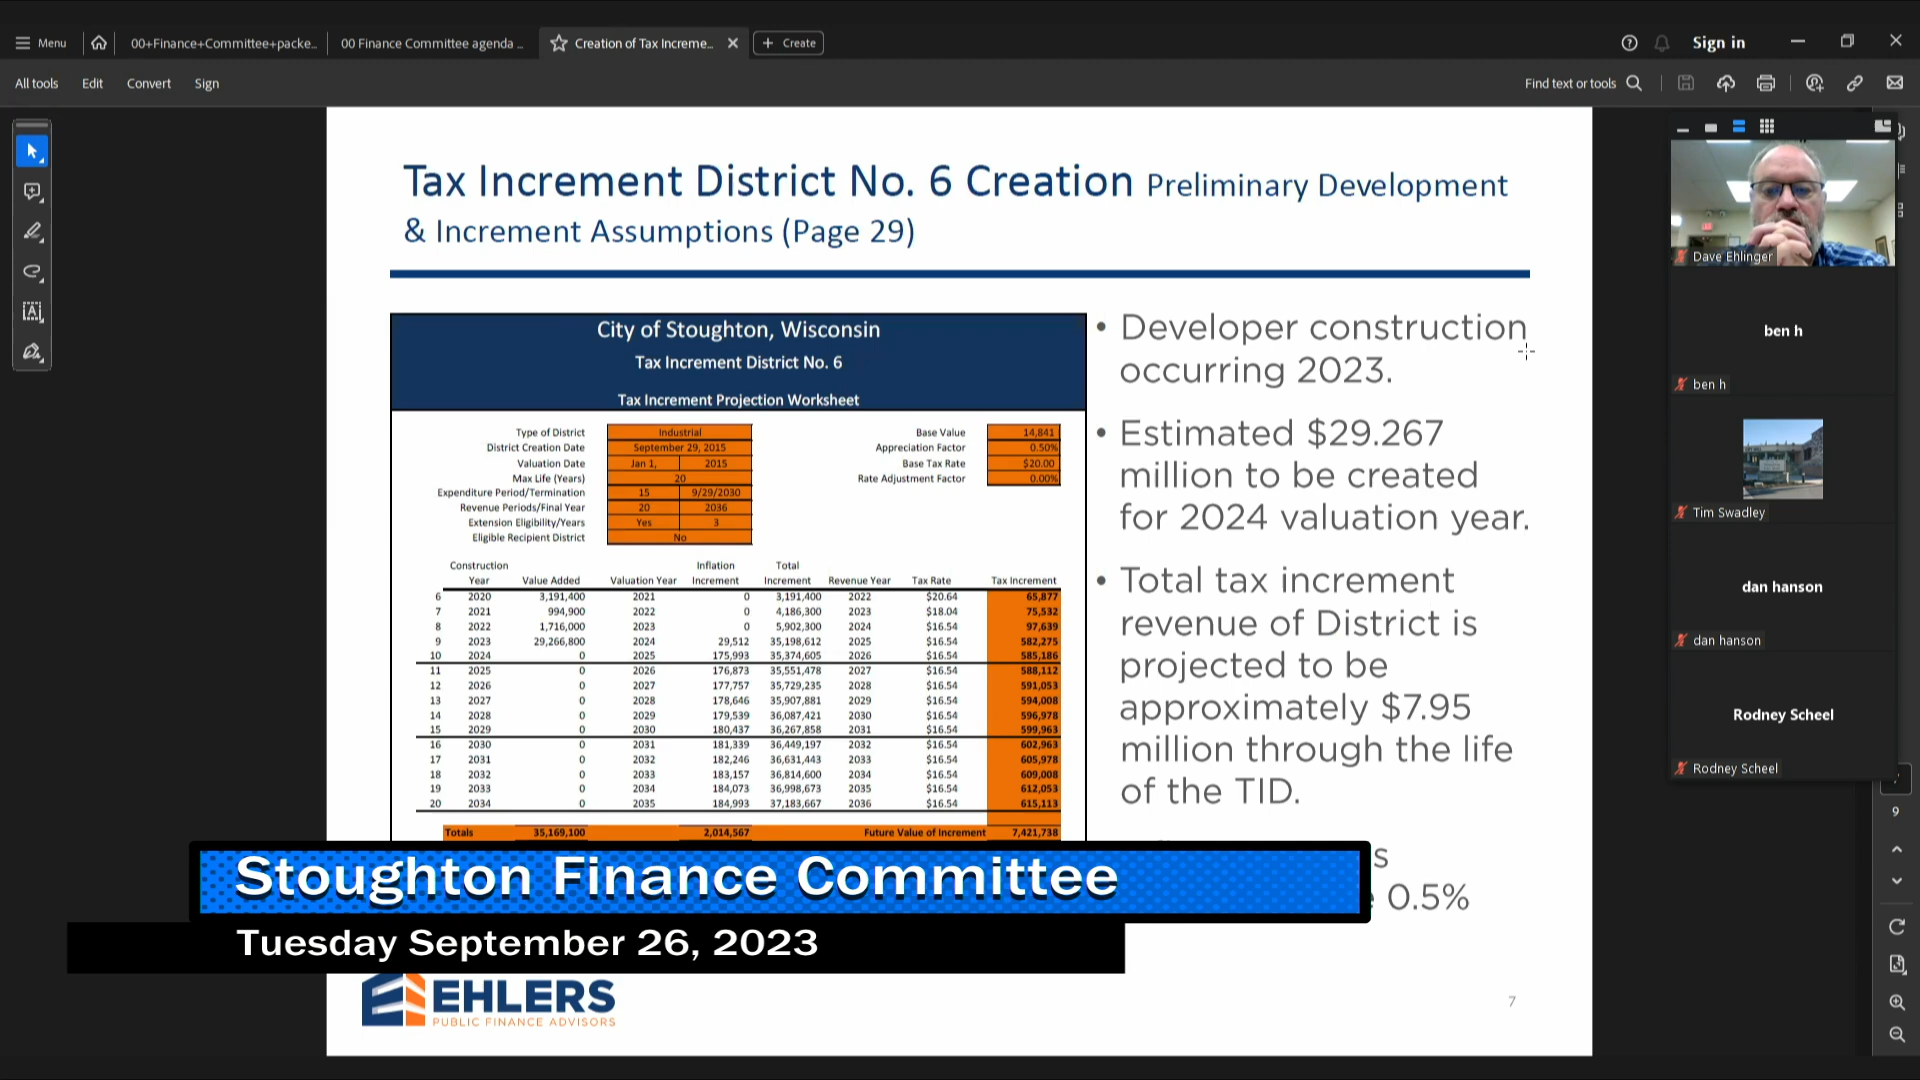 Menu
00+Finance+Committee+packe...
00 Finance Committee agenda ...
Creation of Tax Increme...
Create
Sign in
All tools
Edit
Convert
Sign
Find text or tools
Tax Increment District No. 6 Creation Preliminary Development
& Increment Assumptions (Page 29)
City of Stoughton, Wisconsin
Tax Increment District No. 6
Tax Increment Projection Worksheet
Type of District Industrial Base Value 14,841
District Creation Date September 29, 2015 Appreciation Factor 0.50%
Valuation Date Jan 1, 2015 Base Tax Rate $20.00
Max Life (Years) 20 Rate Adjustment Factor 0.00%
Expenditure Period/Termination 15 9/29/2030
Revenue Periods/Final Year 20 2036
Extension Eligibility/Years Yes 3
Eligible Recipient District No
Construction Inflation Total
Year Value Added Valuation Year Increment Increment Revenue Year Tax Rate Tax Increment
6 2020 3,191,400 2021 0 3,191,400 2022 $20.64 65,877
7 2021 994,900 2022 0 4,186,300 2023 $18.04 75,532
8 2022 1,716,000 2023 0 5,902,300 2024 $16.54 97,639
9 2023 29,266,800 2024 29,512 35,198,612 2025 $16.54 582,275
10 2024 0 2025 175,993 35,374,605 2026 $16.54 585,186
11 2025 0 2026 176,873 35,551,478 2027 $16.54 588,112
12 2026 0 2027 177,757 35,729,235 2028 $16.54 591,053
13 2027 0 2028 178,646 35,907,881 2029 $16.54 594,008
14 2028 0 2029 179,539 36,087,421 2030 $16.54 596,978
15 2029 0 2030 180,437 36,267,858 2031 $16.54 599,963
16 2030 0 2031 181,339 36,449,197 2032 $16.54 602,963
17 2031 0 2032 182,246 36,631,443 2033 $16.54 605,978
18 2032 0 2033 183,157 36,814,600 2034 $16.54 609,008
19 2033 0 2034 184,073 36,998,673 2035 $16.54 612,053
20 2034 0 2035 184,993 37,183,667 2036 $16.54 615,113
Totals 35,169,100 2,014,567 Future Value of Increment 7,421,738
• Developer construction
occurring 2023.
• Estimated $29.267
million to be created
for 2024 valuation year.
• Total tax increment
revenue of District is
projected to be
approximately $7.95
million through the life
of the TID.
s
0.5%
Stoughton Finance Committee
Tuesday September 26, 2023
EHLERS
PUBLIC FINANCE ADVISORS
7
Dave Ehlinger
ben h
ben h
Tim Swadley
dan hanson
dan hanson
Rodney Scheel
Rodney Scheel
9